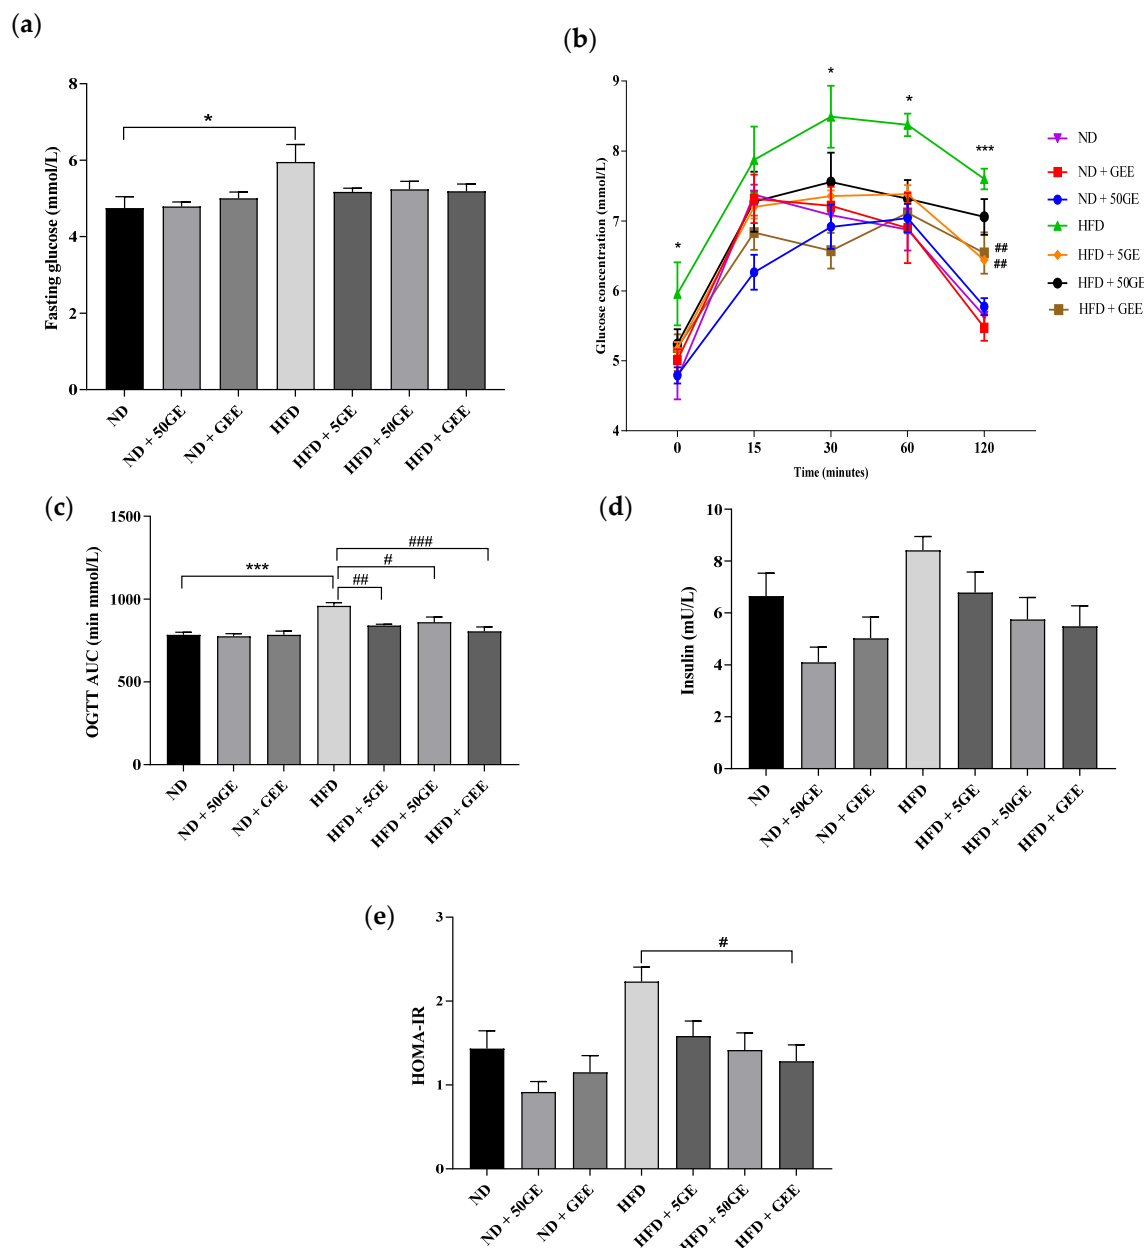 (a)
Fasting glucose (mmol/L)
8
6
4
2
0
*
ND
ND + 50GE
ND + GEE
HFD
HFD + 5GE
HFD + 50GE
HFD + GEE
(b)
Glucose concentration (mmol/L)
9
8
7
6
5
4
*
*
*
***
##
##
0
15
30
60
120
Time (minutes)
ND
ND + GEE
ND + 50GE
HFD
HFD + 5GE
HFD + 50GE
HFD + GEE
(c)
OGTT AUC (min mmol/L)
1500
1000
500
0
***
##
#
###
ND
ND + 50GE
ND + GEE
HFD
HFD + 5GE
HFD + 50GE
HFD + GEE
(d)
Insulin (mU/L)
10
8
6
4
2
0
ND
ND + 50GE
ND + GEE
HFD
HFD + 5GE
HFD + 50GE
HFD + GEE
(e)
HOMA-IR
3
2
1
0
#
ND
ND + 50GE
ND + GEE
HFD
HFD + 5GE
HFD + 50GE
HFD + GEE